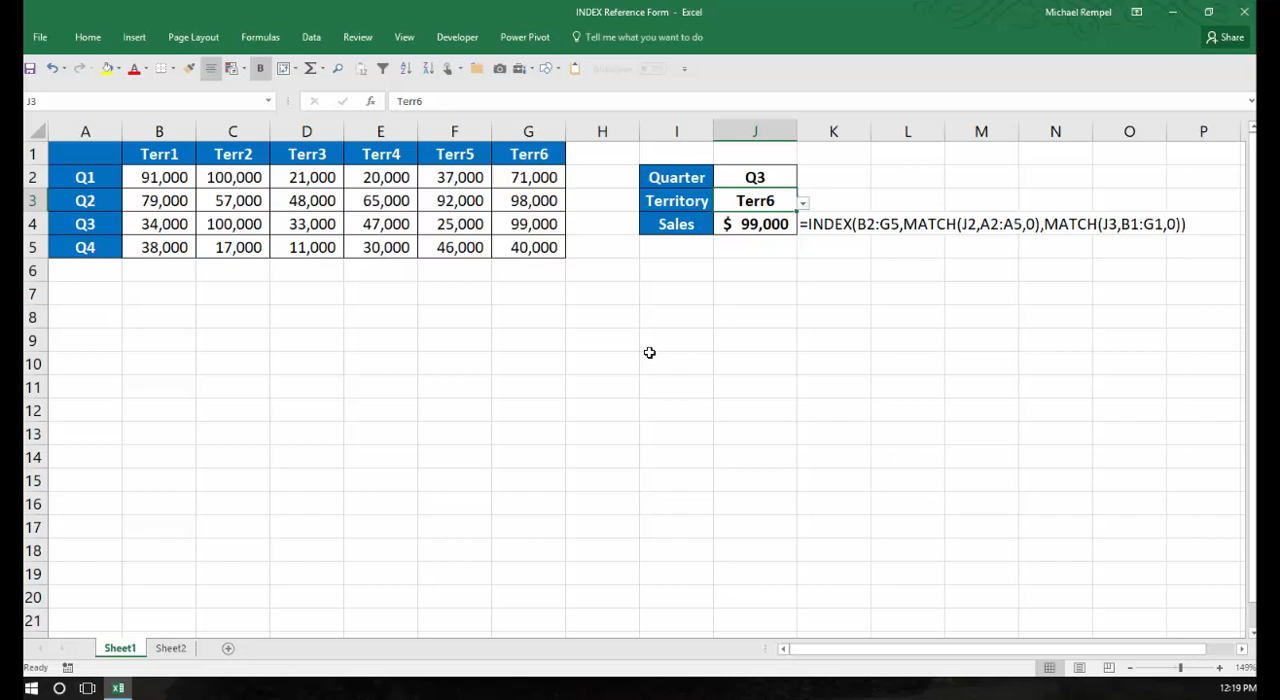 INDEX Reference Form - Excel
Michael Rempel
File Home Insert Page Layout Formulas Data Review View Developer Power Pivot Tell me what you want to do Share
J3 Terr6
A B C D E F G H I J K L M N O P
1 Terr1 Terr2 Terr3 Terr4 Terr5 Terr6
2 Q1 91,000 100,000 21,000 20,000 37,000 71,000 Quarter Q3
3 Q2 79,000 57,000 48,000 65,000 92,000 98,000 Territory Terr6
4 Q3 34,000 100,000 33,000 47,000 25,000 99,000 Sales $ 99,000 =INDEX(B2:G5,MATCH(J2,A2:A5,0),MATCH(J3,B1:G1,0))
5 Q4 38,000 17,000 11,000 30,000 46,000 40,000
6
7
8
9
10
11
12
13
14
15
16
17
18
19
20
21
Sheet1 Sheet2
Ready 149%
12:19 PM